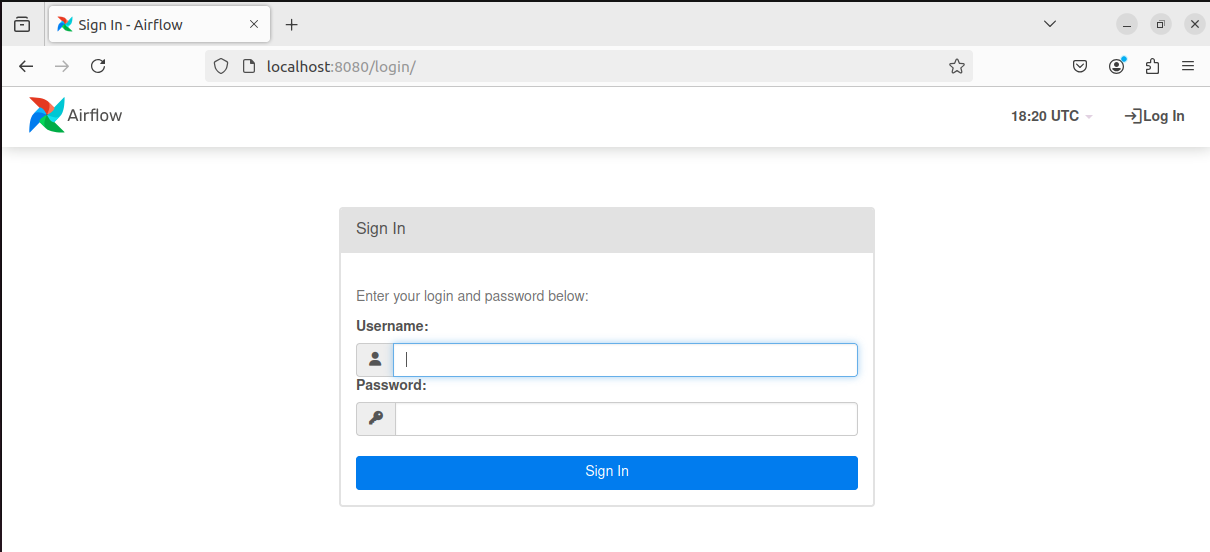 Sign In - Airflow
localhost:8080/login/
Airflow
18:20 UTC
Log In
Sign In
Enter your login and password below:
Username:
Password:
Sign In